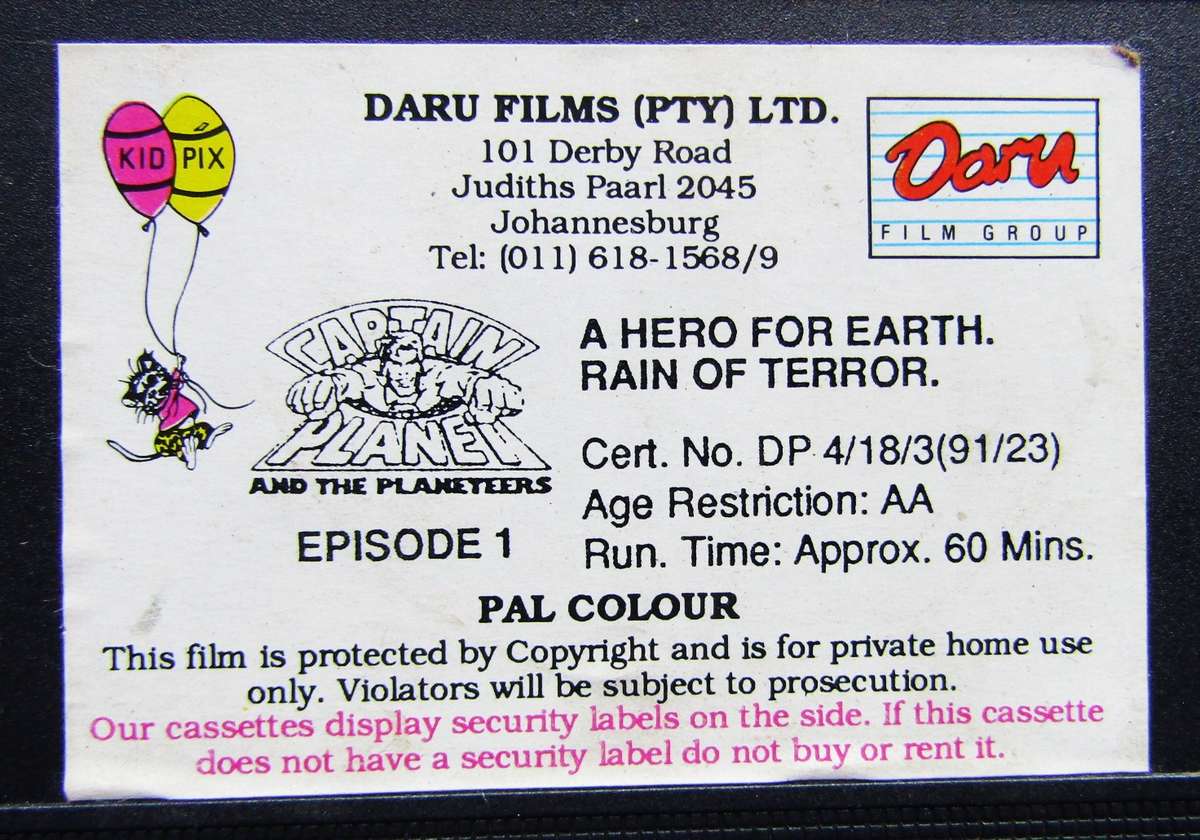 KID PIX
DARU FILMS (PTY) LTD.
101 Derby Road
Judiths Paarl 2045
Johannesburg
Tel: (011) 618-1568/9
Daru
FILM GROUP
CAPTAIN
PLANET
AND THE PLANETEERS
EPISODE 1
A HERO FOR EARTH.
RAIN OF TERROR.
Cert. No. DP 4/18/3(91/23)
Age Restriction: AA
Run. Time: Approx. 60 Mins.
PAL COLOUR
This film is protected by Copyright and is for private home use
only. Violators will be subject to prosecution.
Our cassettes display security labels on the side. If this cassette
does not have a security label do not buy or rent it.